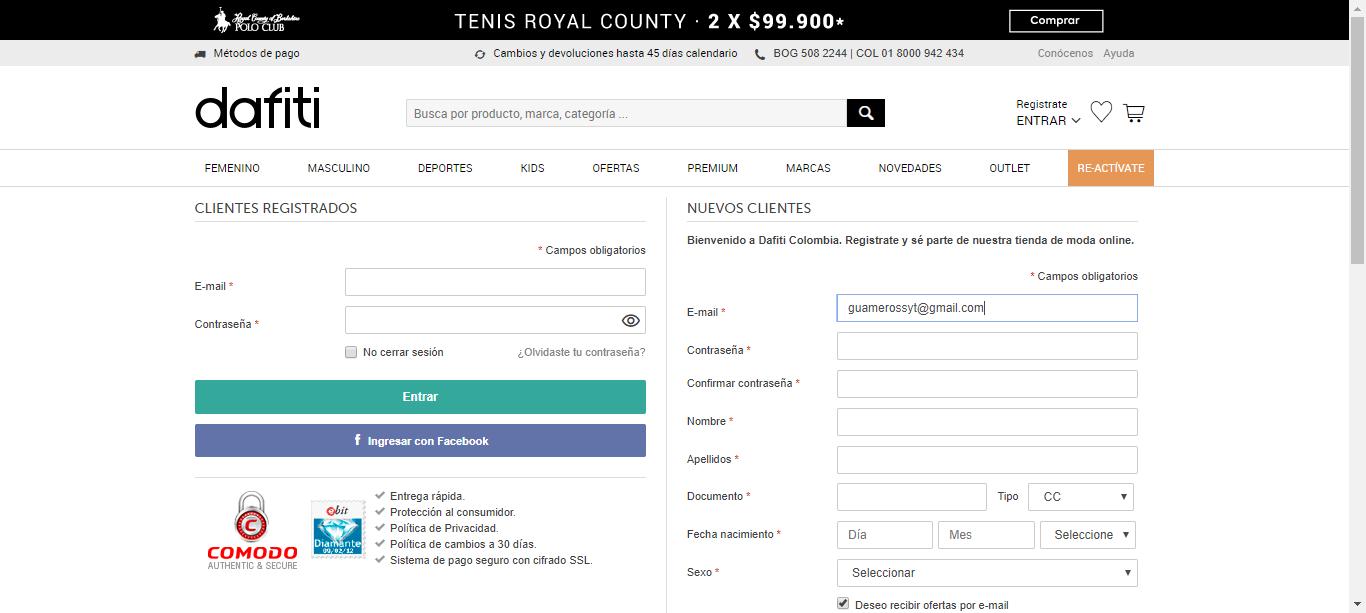 Royal County of Berkshire
POLO CLUB
TENIS ROYAL COUNTY · 2 X $99.900*
Comprar
Métodos de pago
Cambios y devoluciones hasta 45 días calendario
BOG 508 2244 | COL 01 8000 942 434
Conócenos Ayuda
dafiti
Busca por producto, marca, categoría ...
Registrate
ENTRAR
FEMENINO MASCULINO DEPORTES KIDS OFERTAS PREMIUM MARCAS NOVEDADES OUTLET RE-ACTÍVATE
CLIENTES REGISTRADOS
* Campos obligatorios
E-mail *
Contraseña *
No cerrar sesión
¿Olvidaste tu contraseña?
Entrar
f Ingresar con Facebook
COMODO
AUTHENTIC & SECURE
ebit
Diamante
09/02/12
Entrega rápida.
Protección al consumidor.
Política de Privacidad.
Política de cambios a 30 días.
Sistema de pago seguro con cifrado SSL.
NUEVOS CLIENTES
Bienvenido a Dafiti Colombia. Registrate y sé parte de nuestra tienda de moda online.
* Campos obligatorios
E-mail * guamerossyt@gmail.com
Contraseña *
Confirmar contraseña *
Nombre *
Apellidos *
Documento * Tipo CC
Fecha nacimiento * Día Mes Seleccione
Sexo * Seleccionar
Deseo recibir ofertas por e-mail